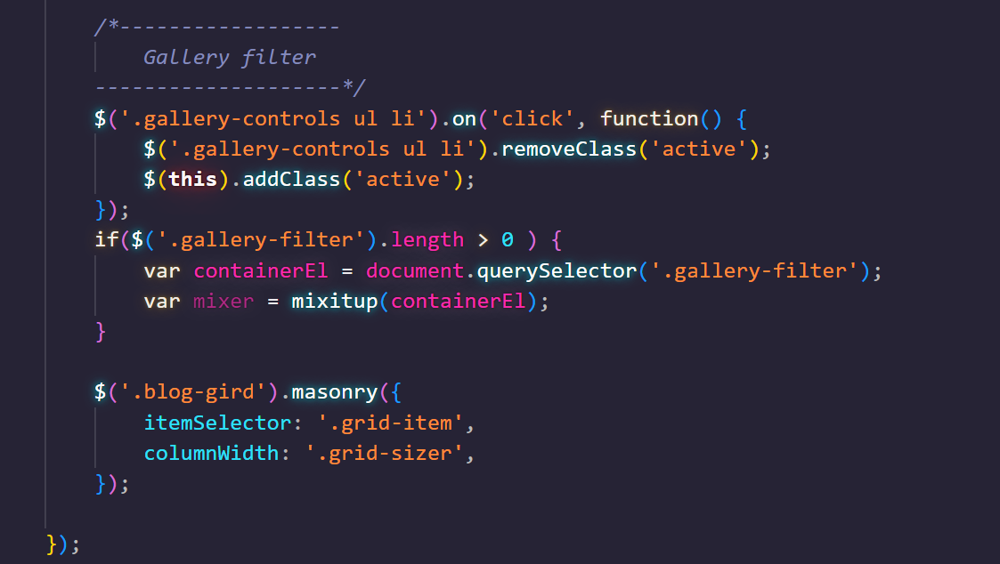 /*------------------
    Gallery filter
--------------------*/
$('.gallery-controls ul li').on('click', function() {
    $('.gallery-controls ul li').removeClass('active');
    $(this).addClass('active');
});
if($('.gallery-filter').length > 0 ) {
    var containerEl = document.querySelector('.gallery-filter');
    var mixer = mixitup(containerEl);
}

$('.blog-gird').masonry({
    itemSelector: '.grid-item',
    columnWidth: '.grid-sizer',
});

});